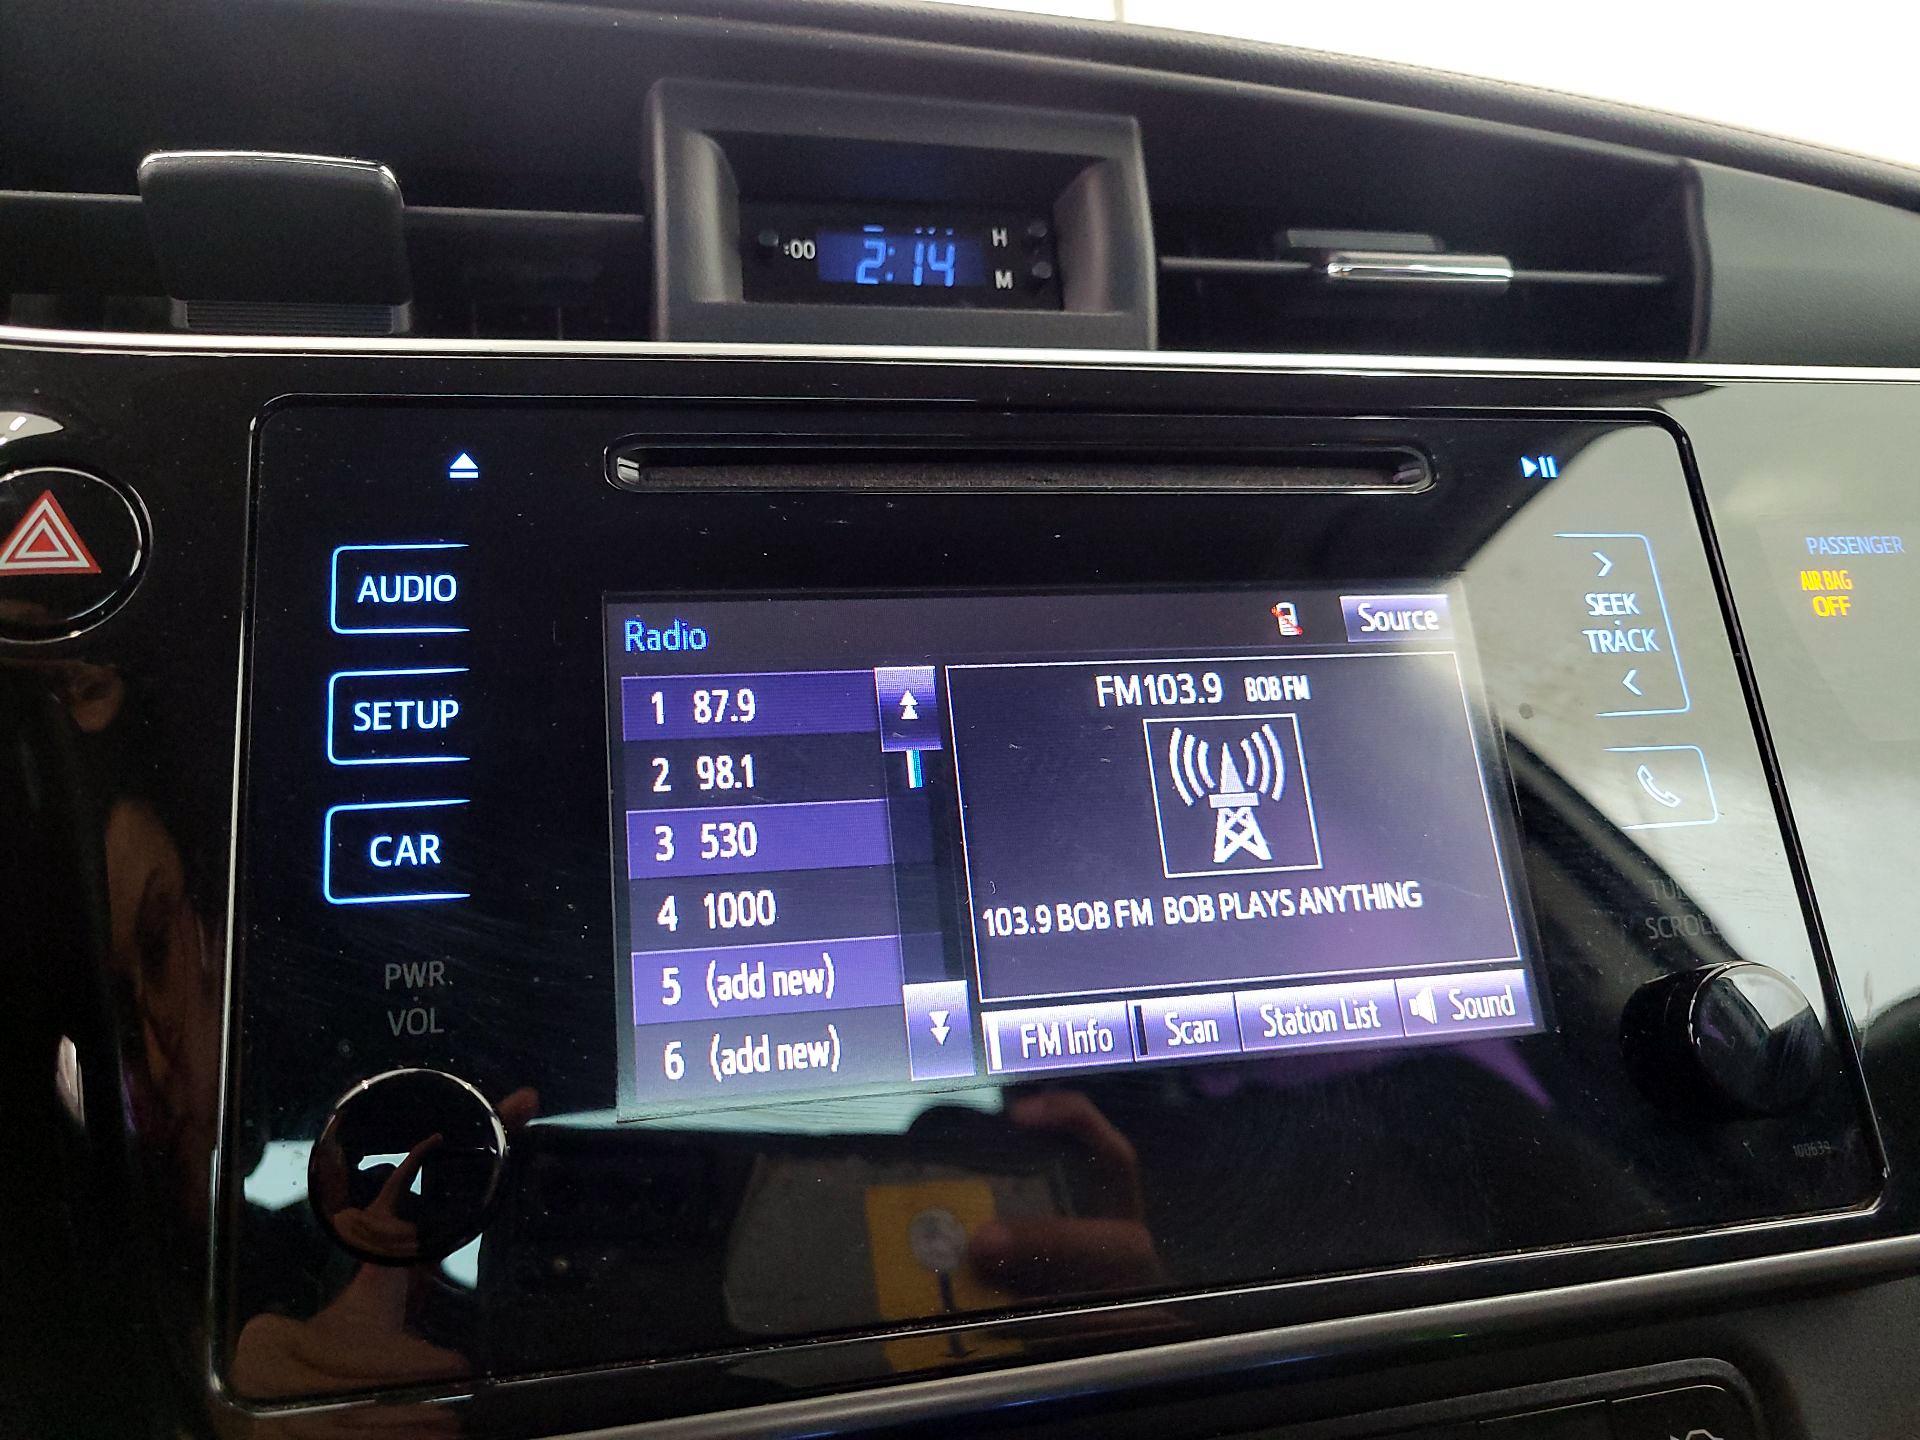 :00
2:14
H
M
AUDIO
SETUP
CAR
PWR.
VOL
Radio
Source
1 87.9
2 98.1
3 530
4 1000
5 (add new)
6 (add new)
FM103.9 BOB FM
103.9 BOB FM BOB PLAYS ANYTHING
FM Info
Scan
Station List
Sound
SEEK
TRACK
PASSENGER
AIR BAG
OFF
SCROLL
100639